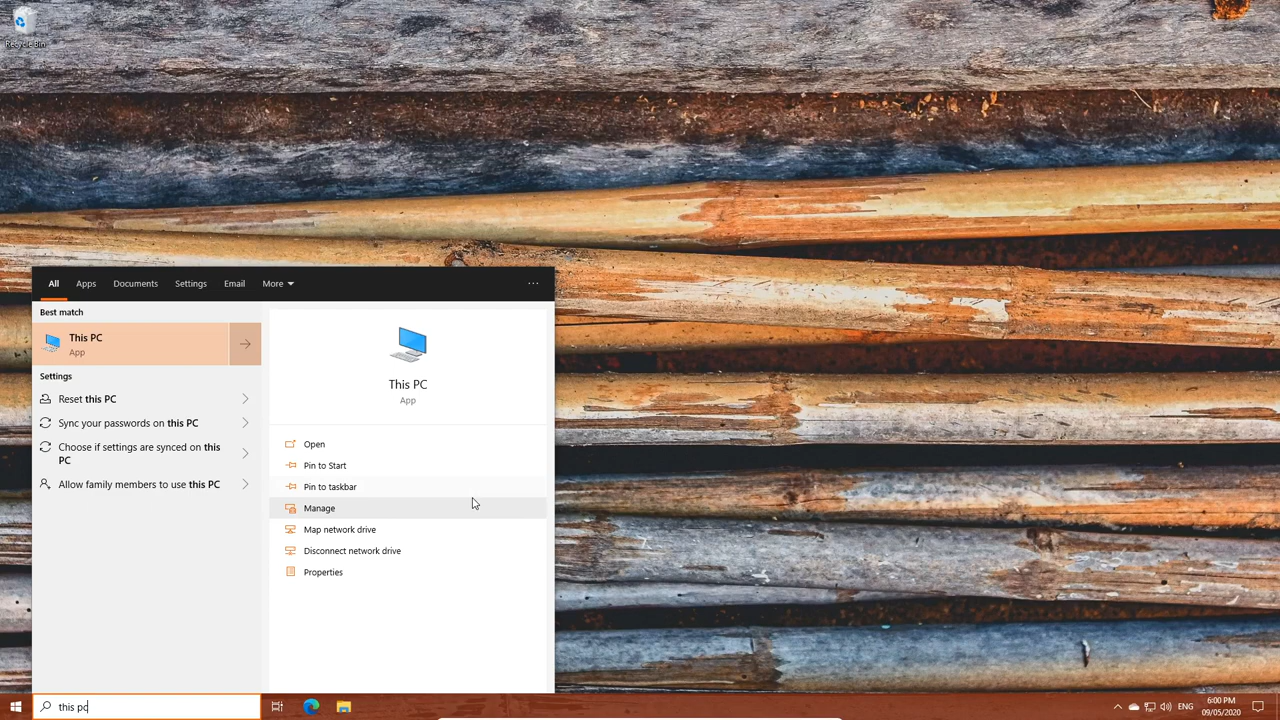 Recycle Bin
All Apps Documents Settings Email More ...
Best match
This PC
App
Settings
Reset this PC
Sync your passwords on this PC
Choose if settings are synced on this
PC
Allow family members to use this PC
This PC
App
Open
Pin to Start
Pin to taskbar
Manage
Map network drive
Disconnect network drive
Properties
this pc
ENG
6:00 PM
09/05/2020